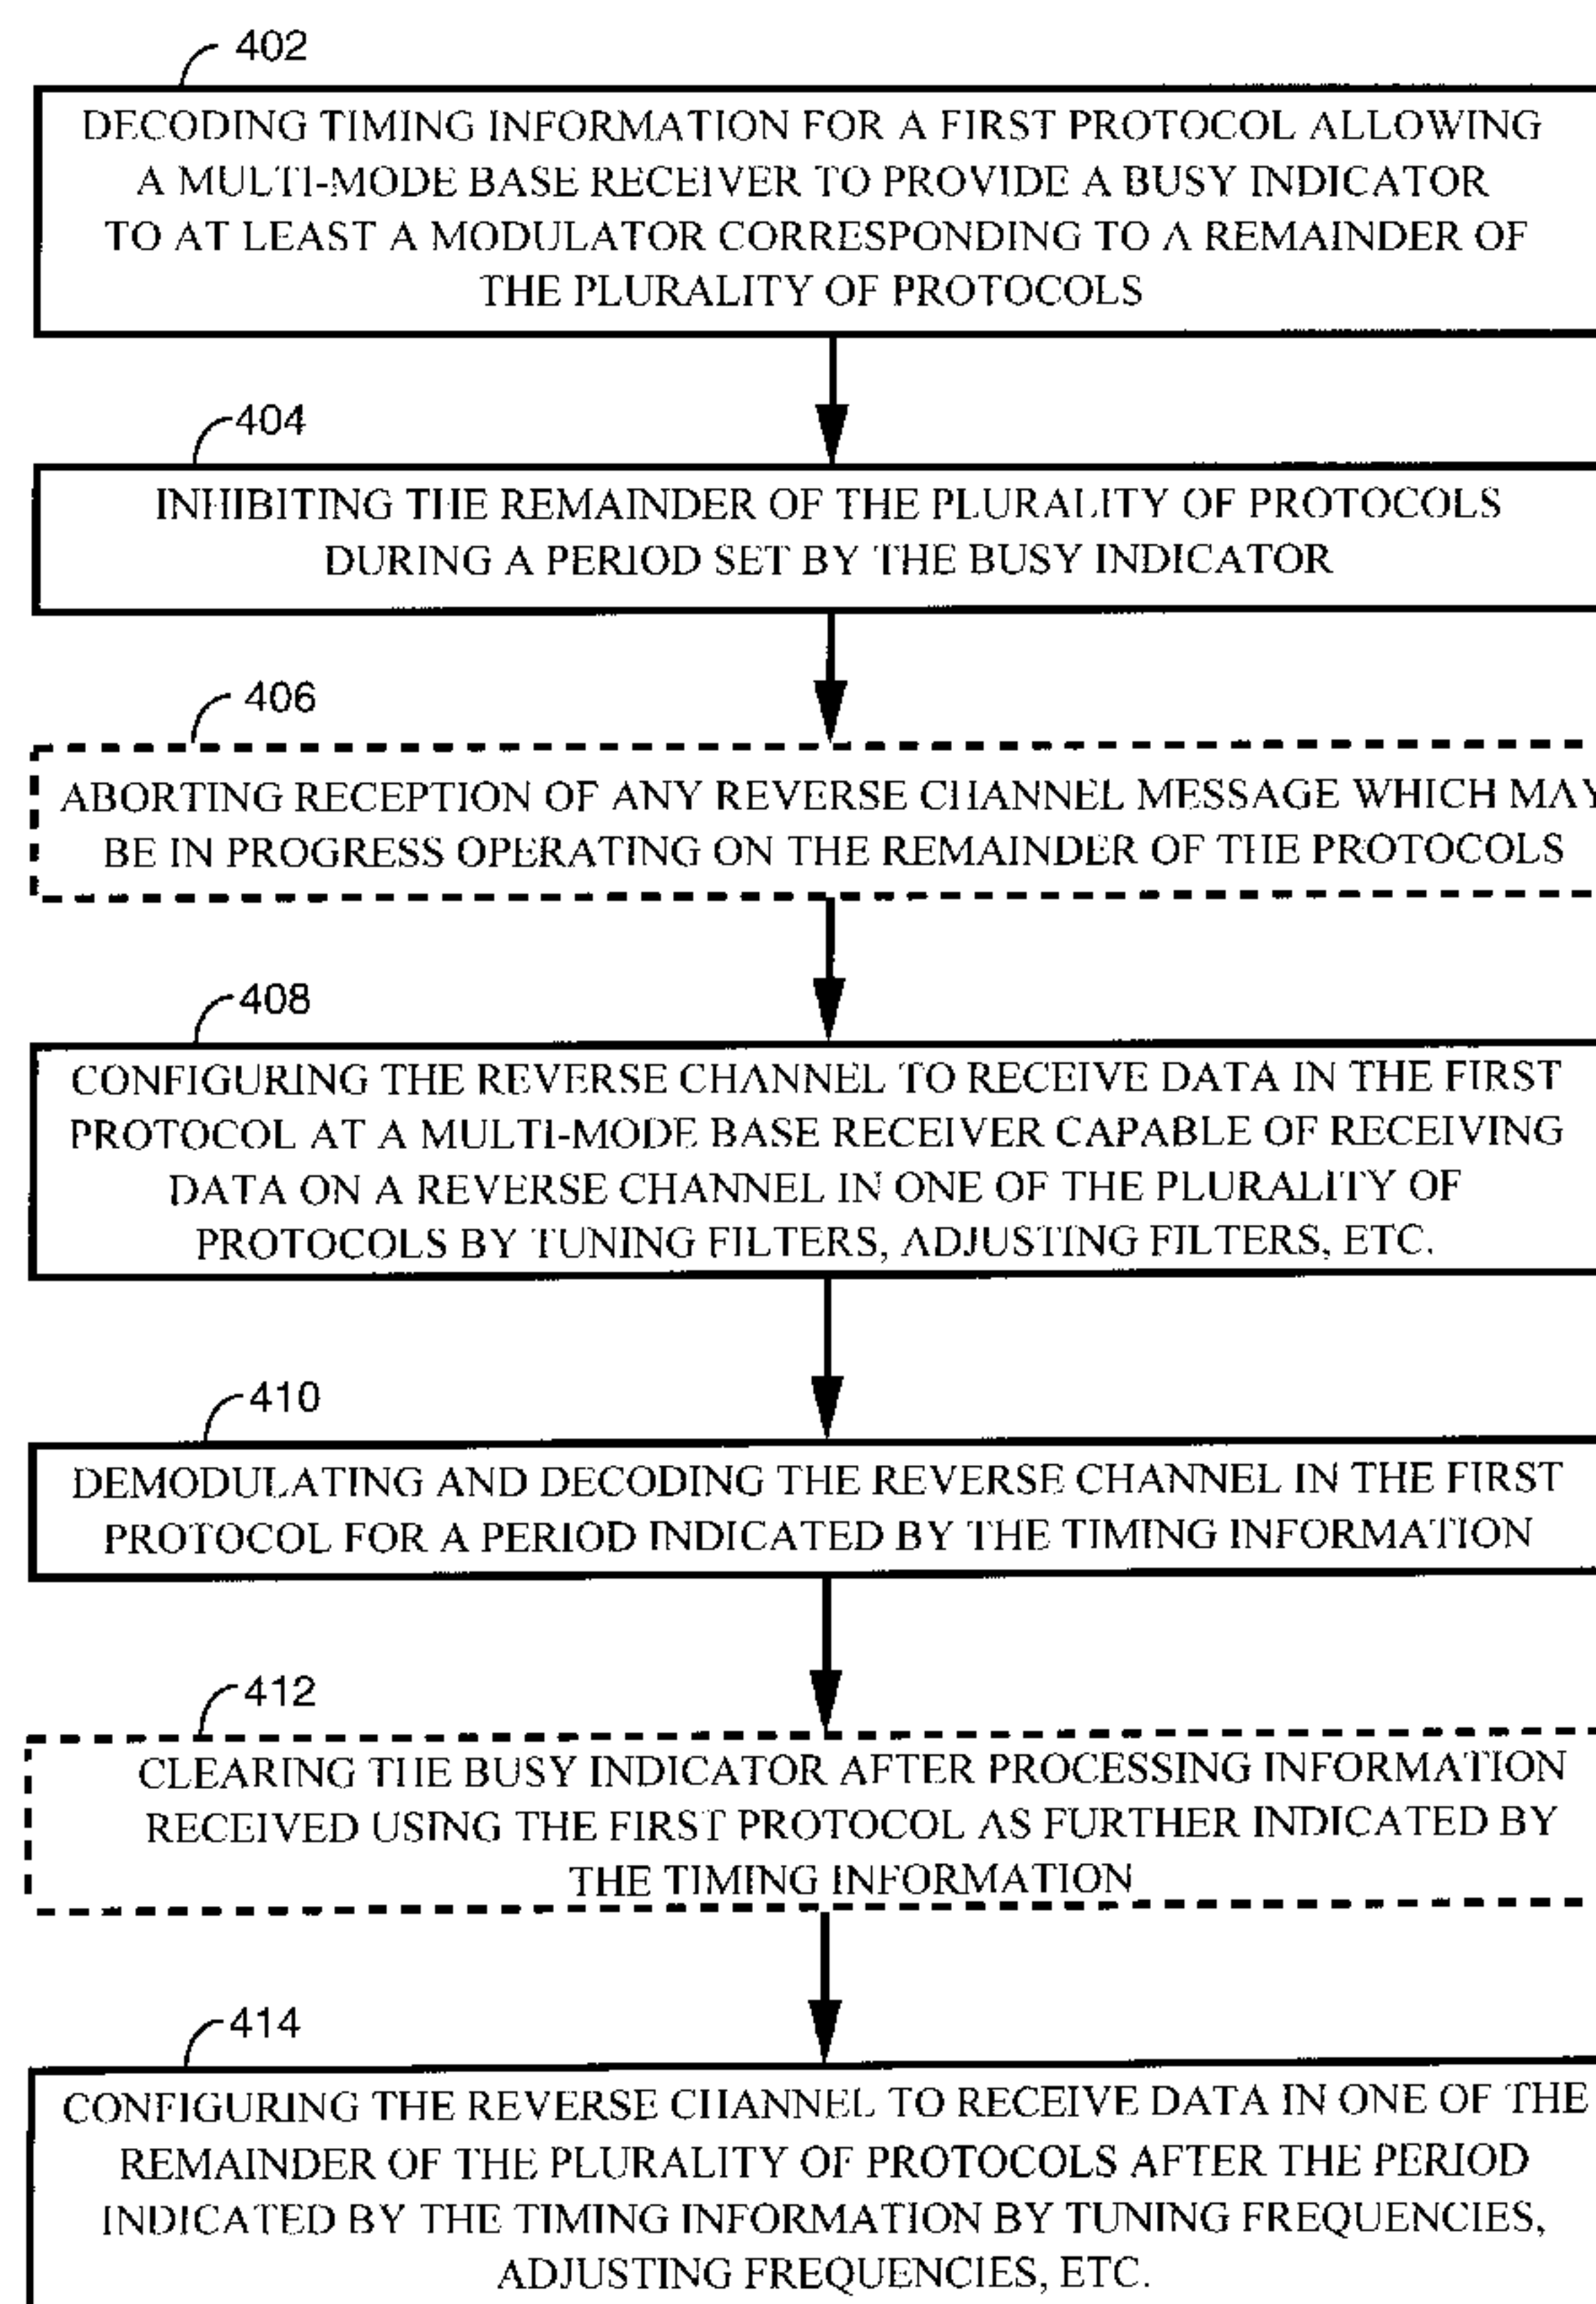 402
DECODING TIMING INFORMATION FOR A FIRST PROTOCOL ALLOWING
A MULTI-MODE BASE RECEIVER TO PROVIDE A BUSY INDICATOR
TO AT LEAST A MODULATOR CORRESPONDING TO A REMAINDER OF
THE PLURALITY OF PROTOCOLS
404
INHIBITING THE REMAINDER OF THE PLURALITY OF PROTOCOLS
DURING A PERIOD SET BY THE BUSY INDICATOR
406
ABORTING RECEPTION OF ANY REVERSE CHANNEL MESSAGE WHICH MAY
BE IN PROGRESS OPERATING ON THE REMAINDER OF THE PROTOCOLS
408
CONFIGURING THE REVERSE CHANNEL TO RECEIVE DATA IN THE FIRST
PROTOCOL AT A MULTI-MODE BASE RECEIVER CAPABLE OF RECEIVING
DATA ON A REVERSE CHANNEL IN ONE OF THE PLURALITY OF
PROTOCOLS BY TUNING FILTERS, ADJUSTING FILTERS, ETC.
410
DEMODULATING AND DECODING THE REVERSE CHANNEL IN THE FIRST
PROTOCOL FOR A PERIOD INDICATED BY THE TIMING INFORMATION
412
CLEARING THE BUSY INDICATOR AFTER PROCESSING INFORMATION
RECEIVED USING THE FIRST PROTOCOL AS FURTHER INDICATED BY
THE TIMING INFORMATION
414
CONFIGURING THE REVERSE CHANNEL TO RECEIVE DATA IN ONE OF THE
REMAINDER OF THE PLURALITY OF PROTOCOLS AFTER THE PERIOD
INDICATED BY THE TIMING INFORMATION BY TUNING FREQUENCIES,
ADJUSTING FREQUENCIES, ETC.